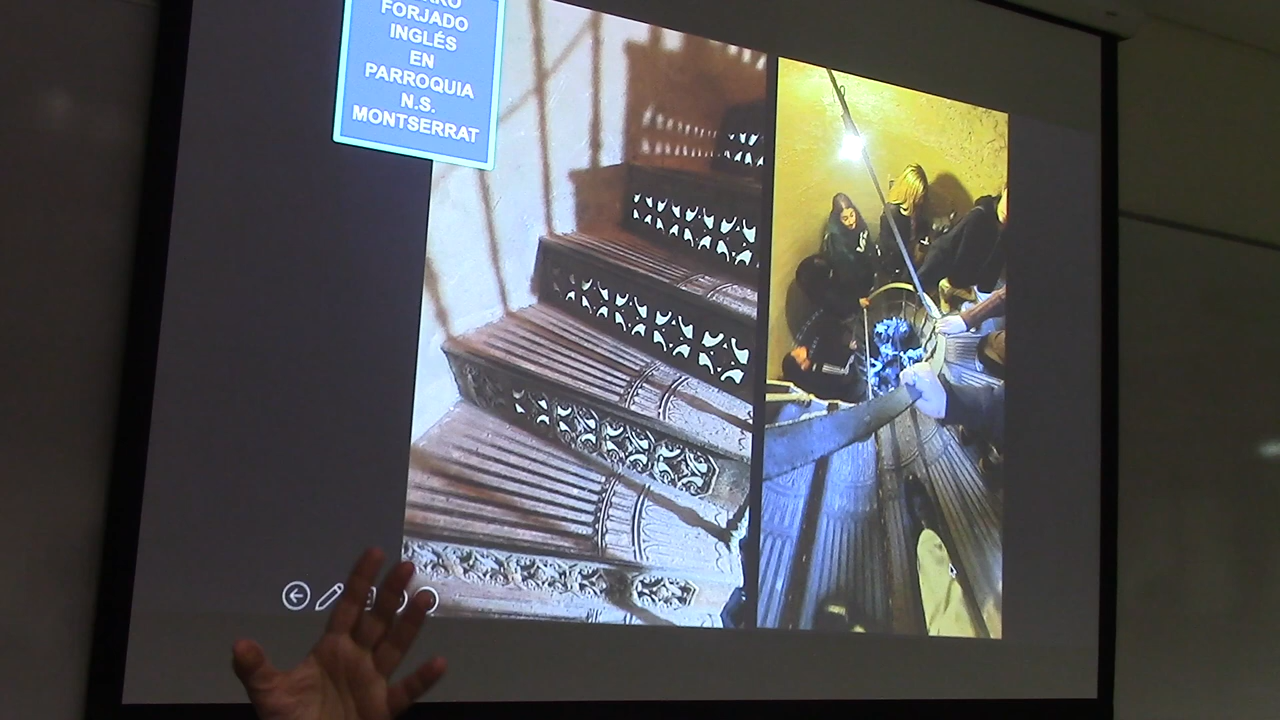 FORJADO
INGLÉS
EN
PARROQUIA
N.S.
MONTSERRAT